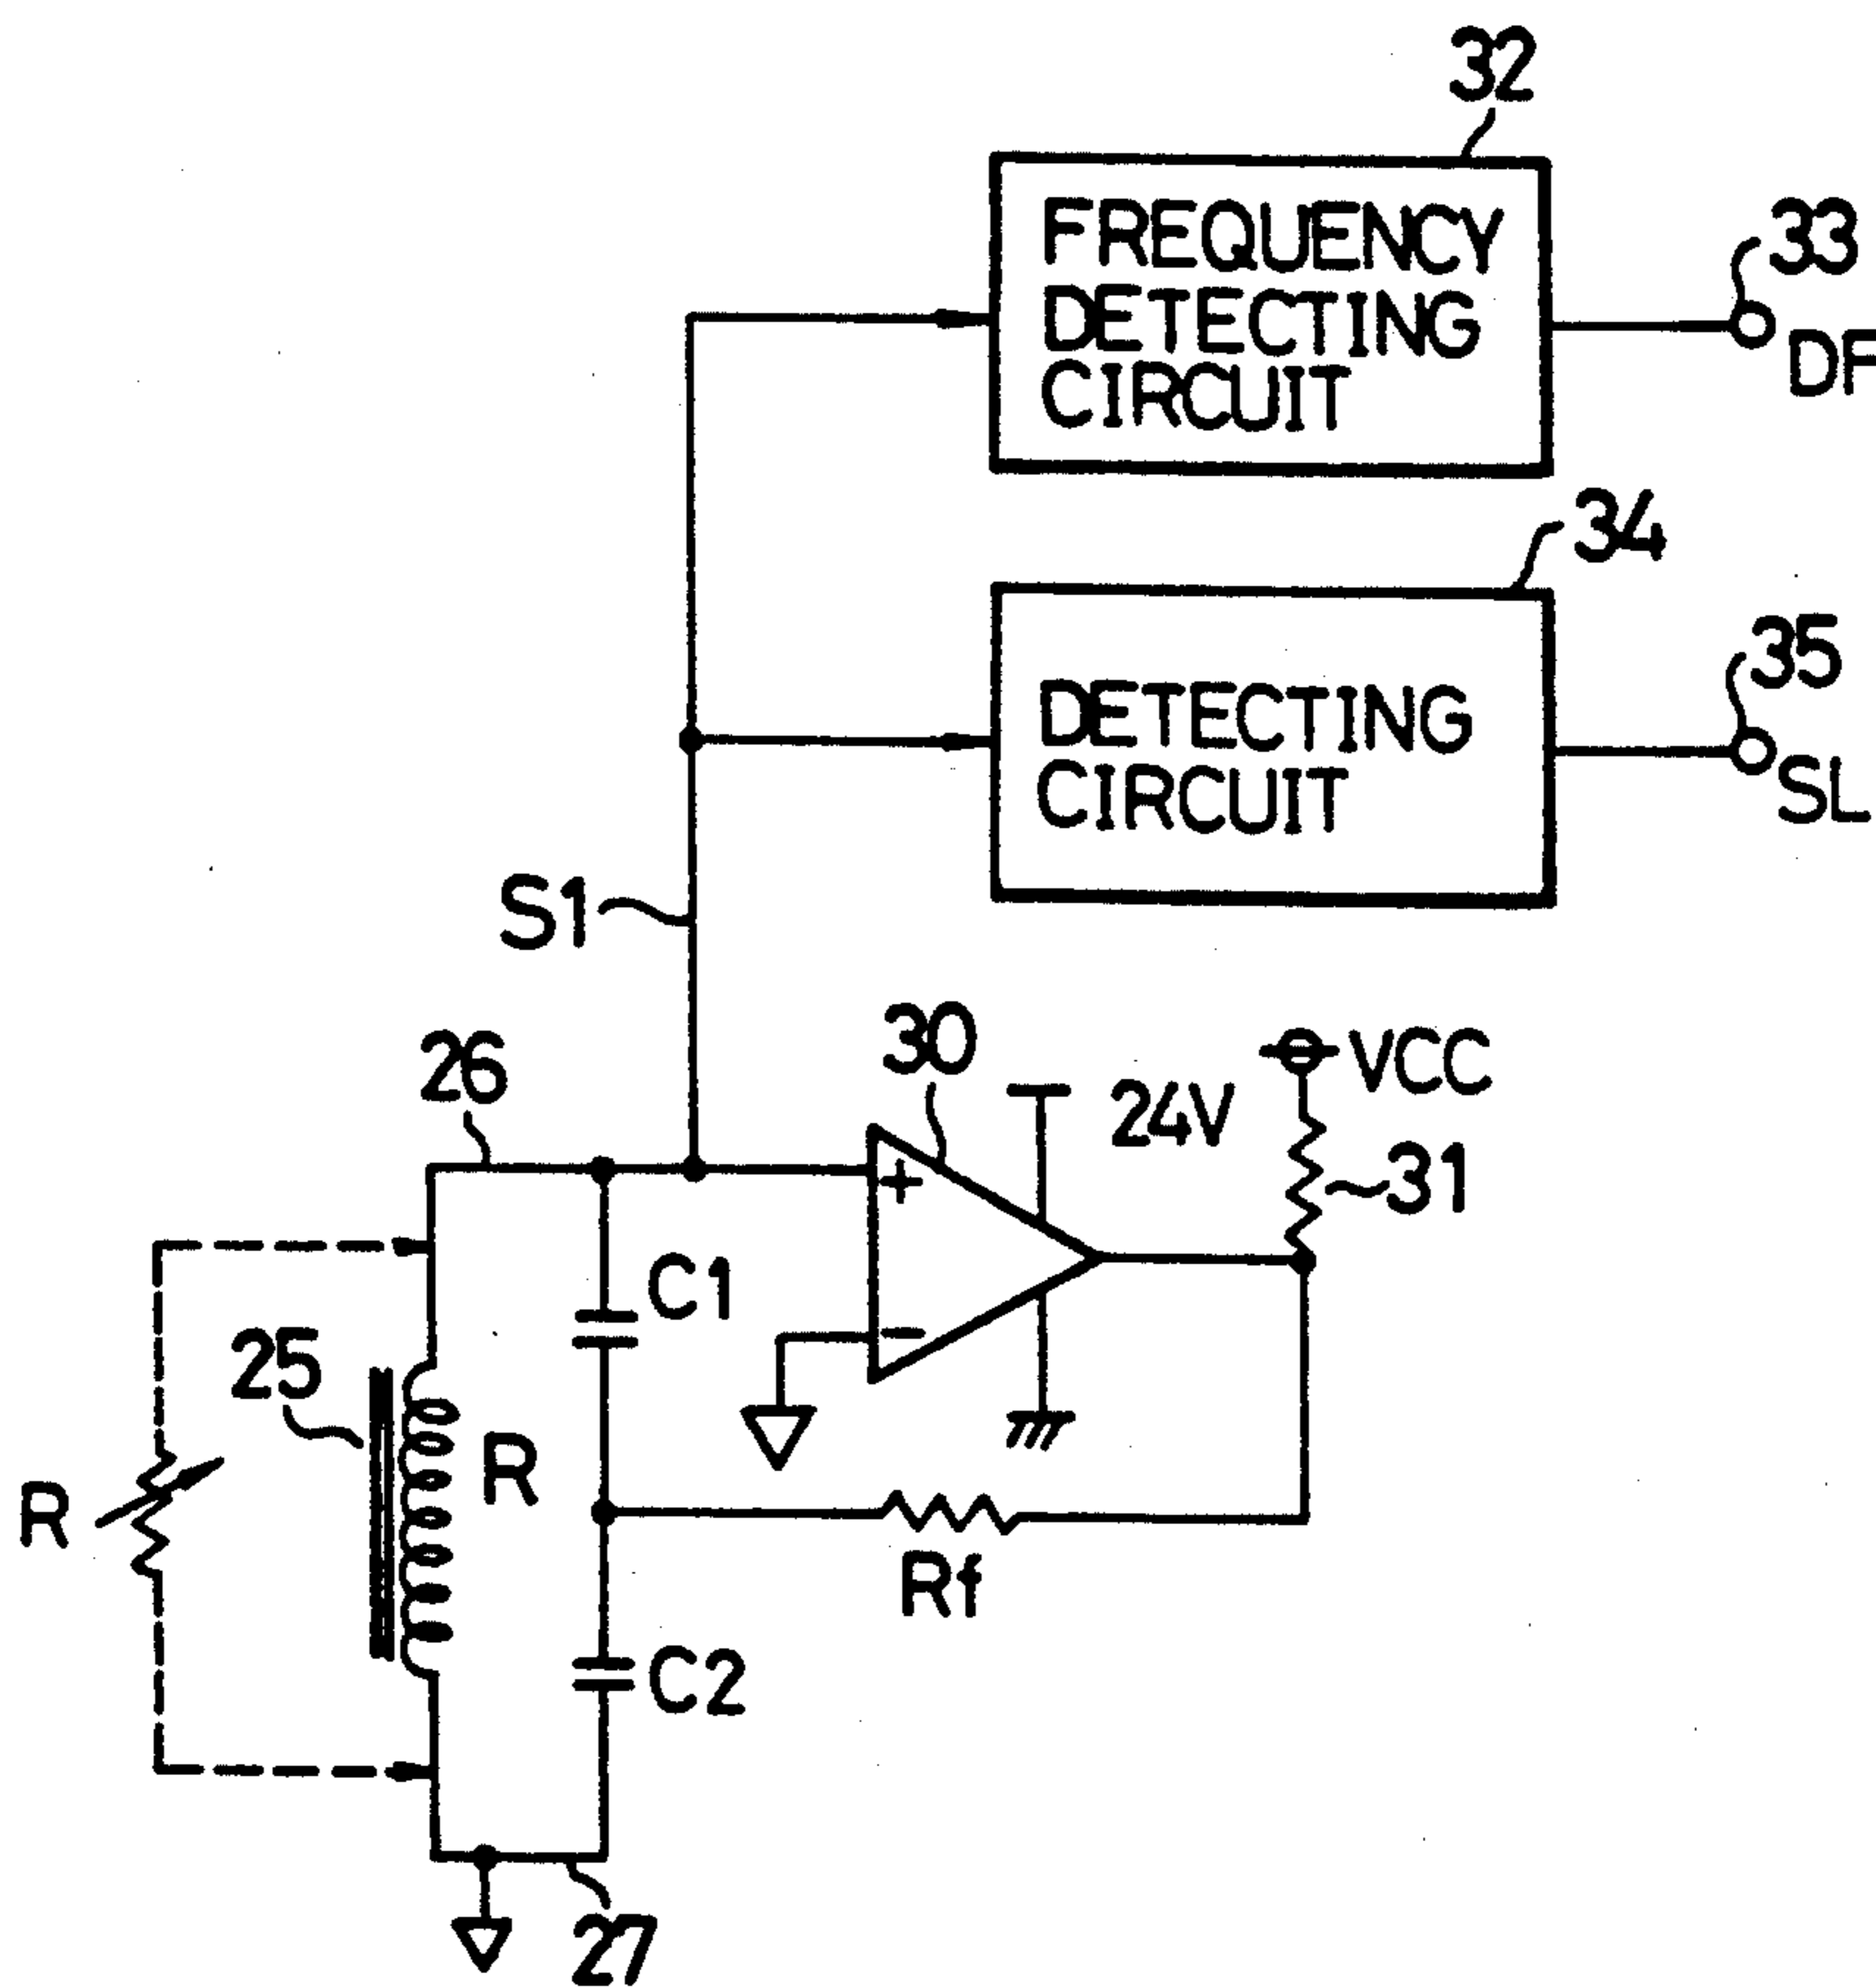 32
FREQUENCY
DETECTING
CIRCUIT
33
DF
34
DETECTING
CIRCUIT
35
SL
S1
26
30
24V
VCC
31
+
−
C1
25
R
R
Rf
C2
27